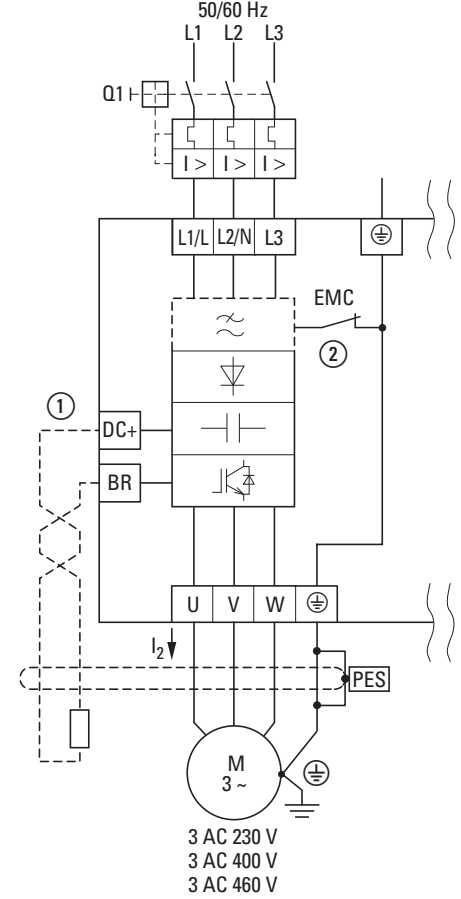 50/60 Hz
L1 L2 L3
Q1
I > I > I >
L1/L L2/N L3
EMC
2
1
DC+
BR
U V W
I2
PES
M
3 ~
3 AC 230 V
3 AC 400 V
3 AC 460 V